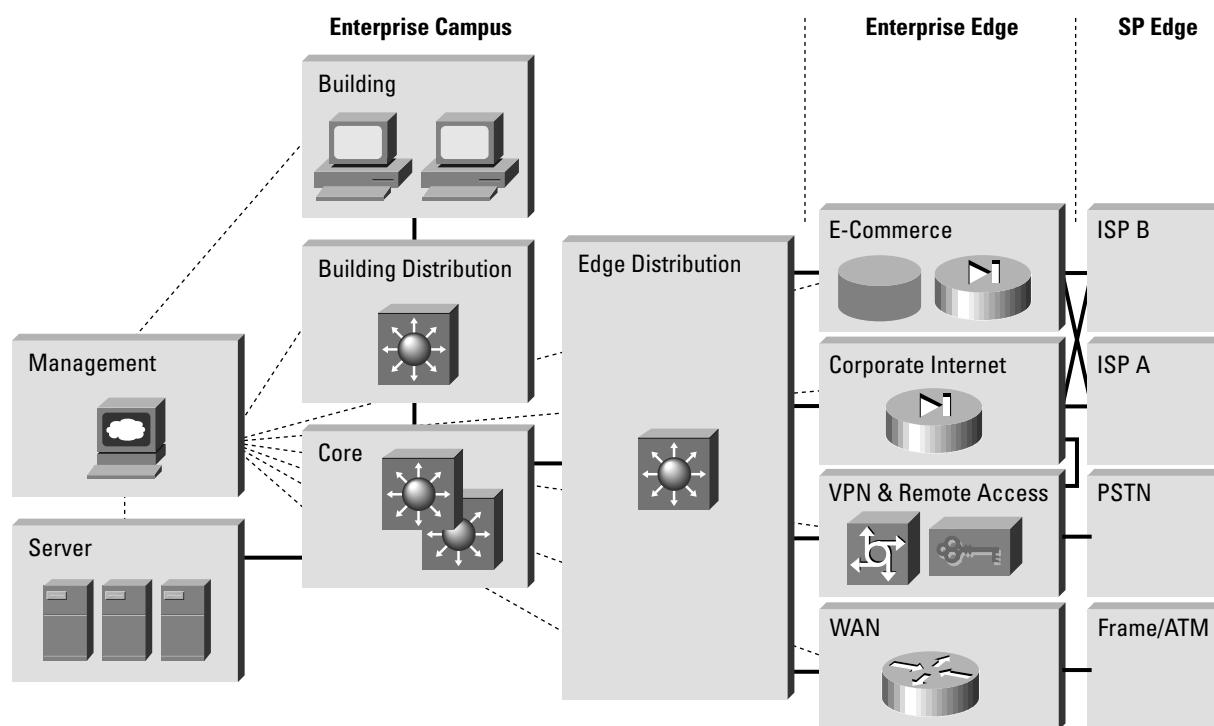 Enterprise Campus
Enterprise Edge
SP Edge
Building
E-Commerce
ISP B
Building Distribution
Edge Distribution
Management
Corporate Internet
ISP A
Core
VPN & Remote Access
PSTN
Server
WAN
Frame/ATM